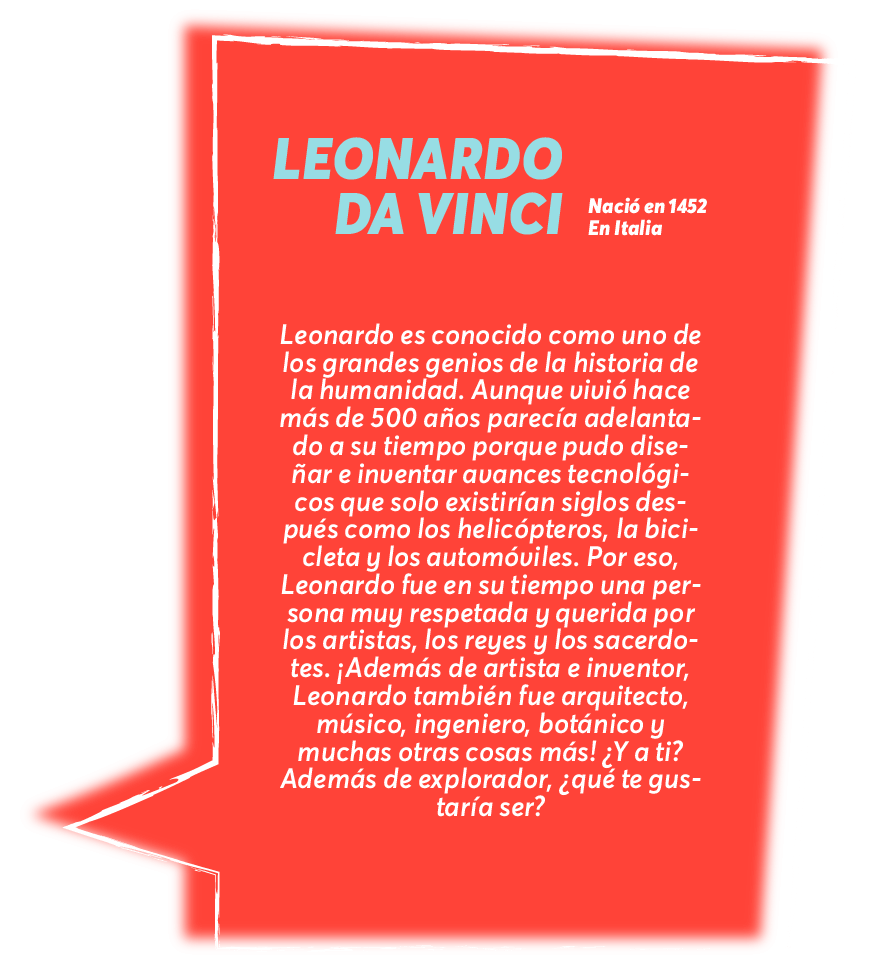 LEONARDO
DA VINCI
Nació en 1452
En Italia
Leonardo es conocido como uno de
los grandes genios de la historia de
la humanidad. Aunque vivió hace
más de 500 años parecía adelanta-
do a su tiempo porque pudo dise-
ñar e inventar avances tecnológi-
cos que solo existirían siglos des-
pués como los helicópteros, la bici-
cleta y los automóviles. Por eso,
Leonardo fue en su tiempo una per-
sona muy respetada y querida por
los artistas, los reyes y los sacerdo-
tes. ¡Además de artista e inventor,
Leonardo también fue arquitecto,
músico, ingeniero, botánico y
muchas otras cosas más! ¿Y a ti?
Además de explorador, ¿qué te gus-
taría ser?